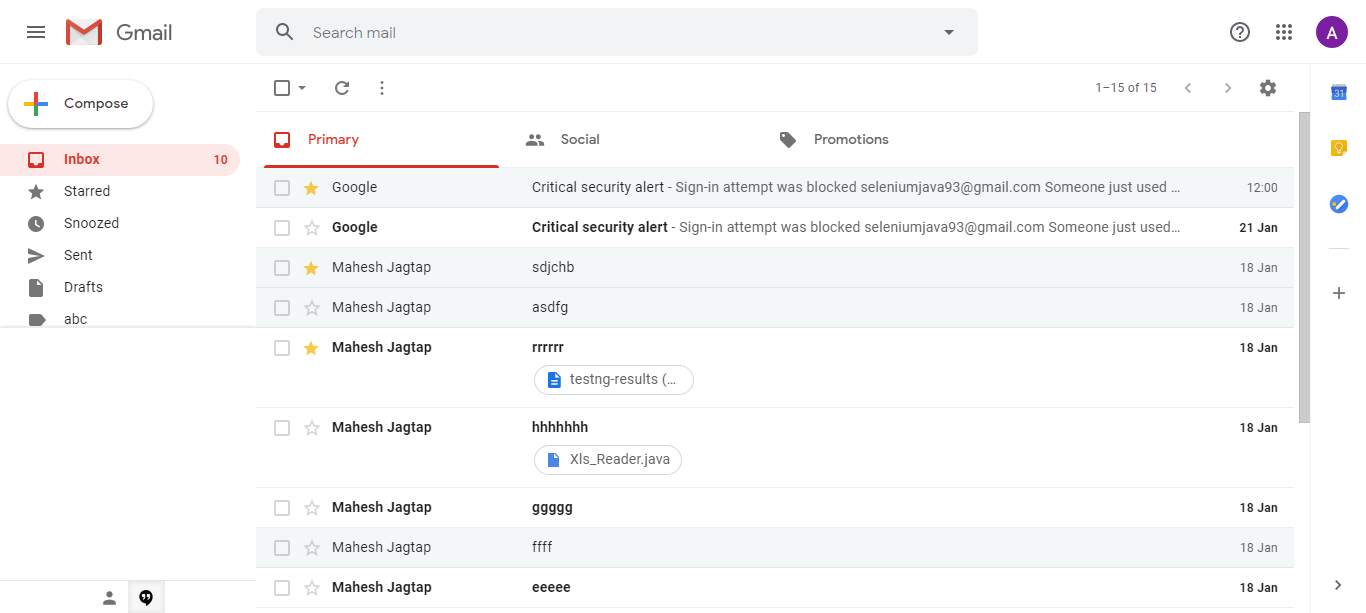 Gmail
Search mail
A
Compose
1–15 of 15
31
Primary
Social
Promotions
Inbox 10
Starred
Snoozed
Sent
Drafts
abc
Google Critical security alert - Sign-in attempt was blocked seleniumjava93@gmail.com Someone just used ... 12:00
Google Critical security alert - Sign-in attempt was blocked seleniumjava93@gmail.com Someone just used... 21 Jan
Mahesh Jagtap sdjchb 18 Jan
Mahesh Jagtap asdfg 18 Jan
Mahesh Jagtap rrrrrr 18 Jan
testng-results (...
Mahesh Jagtap hhhhhhh 18 Jan
Xls_Reader.java
Mahesh Jagtap ggggg 18 Jan
Mahesh Jagtap ffff 18 Jan
Mahesh Jagtap eeeee 18 Jan